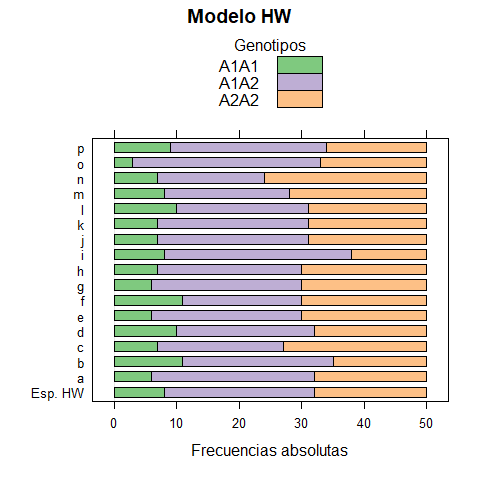 Modelo HW
Genotipos
A1A1
A1A2
A2A2
p
o
n
m
l
k
j
i
h
g
f
e
d
c
b
a
Esp. HW
0 10 20 30 40 50
Frecuencias absolutas